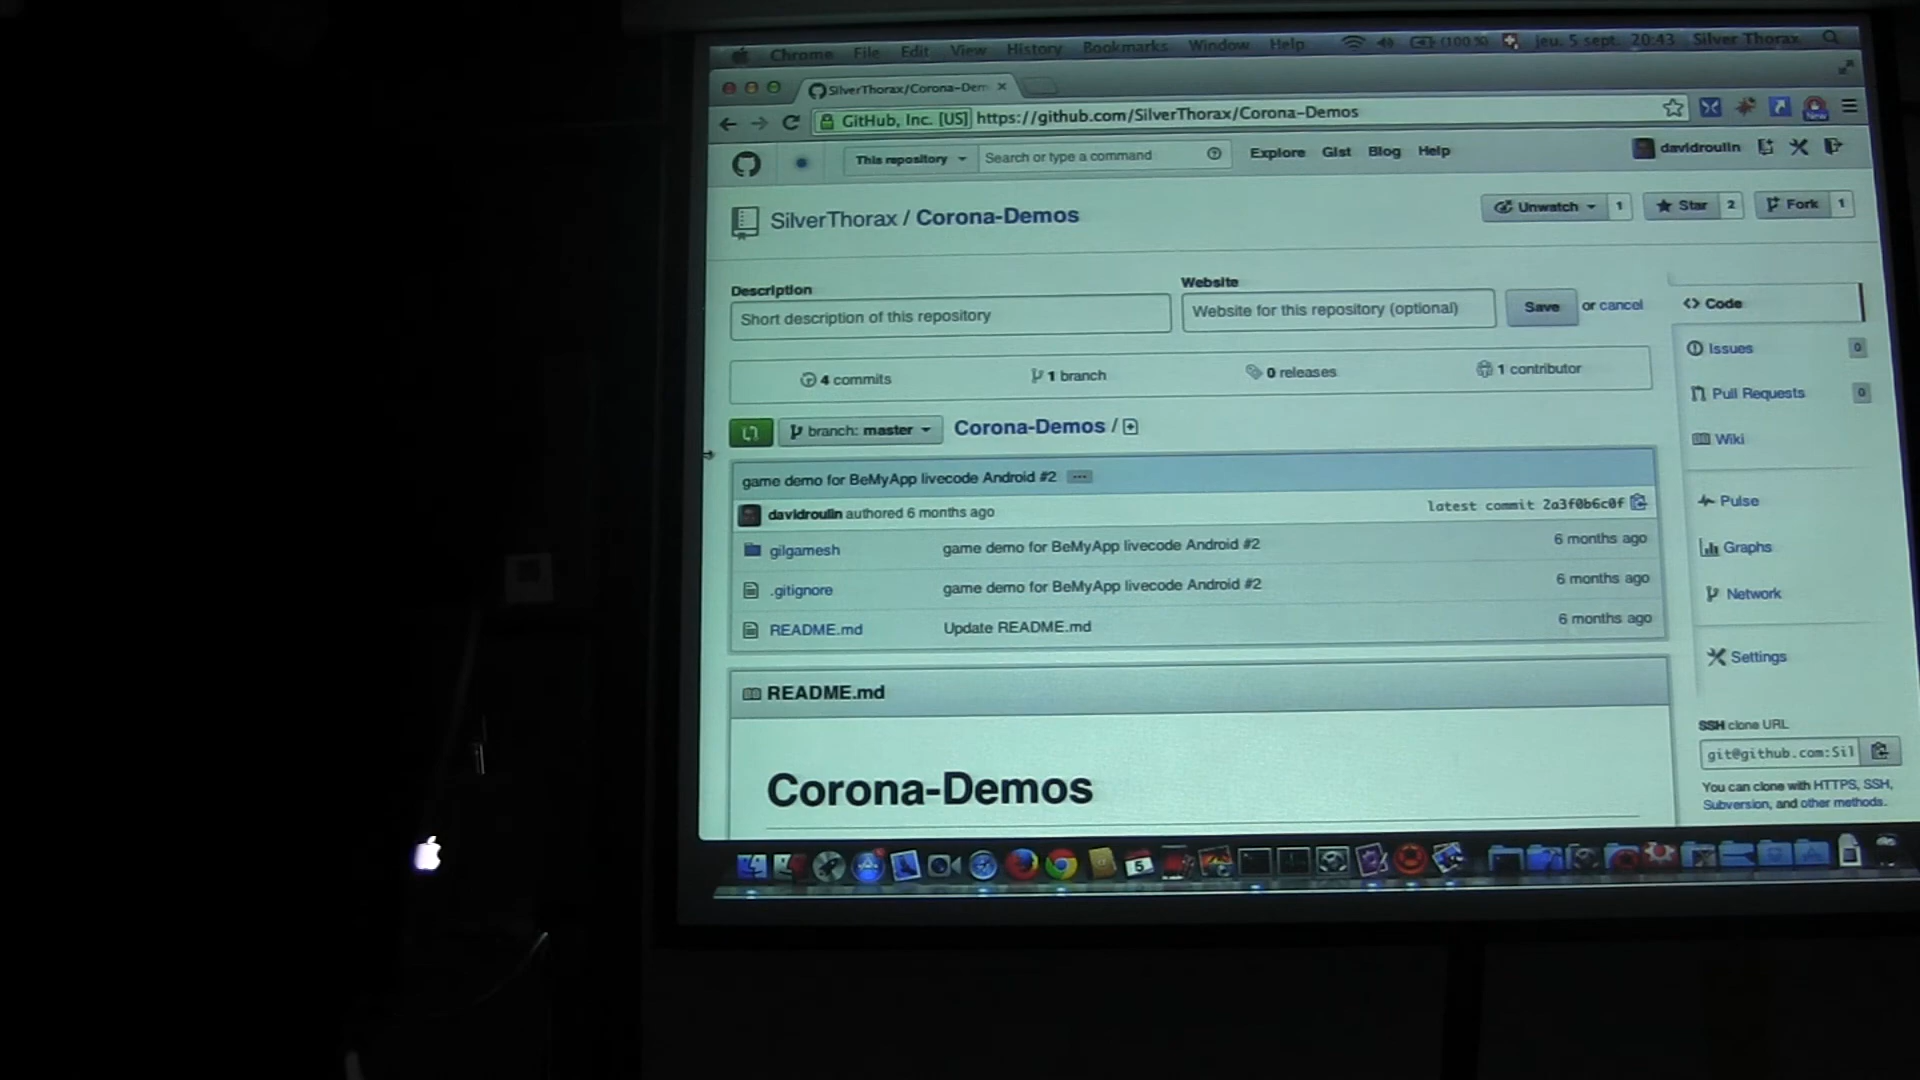 Chrome File Edit View History Bookmarks Window Help (100 %) jeu. 5 sept. 20:43 Silver Thorax
SilverThorax/Corona-Dem
GitHub, Inc. [US] https://github.com/SilverThorax/Corona-Demos
New
This repository Search or type a command Explore Gist Blog Help davidroulin
SilverThorax / Corona-Demos Unwatch 1 Star 2 Fork 1
Description Website
Short description of this repository Website for this repository (optional) Save or cancel
4 commits 1 branch 0 releases 1 contributor
branch: master Corona-Demos /
game demo for BeMyApp livecode Android #2 ...
davidroulin authored 6 months ago latest commit 2a3f0b6c0f
gilgamesh game demo for BeMyApp livecode Android #2 6 months ago
.gitignore game demo for BeMyApp livecode Android #2 6 months ago
README.md Update README.md 6 months ago
README.md
Corona-Demos
<> Code
Issues 0
Pull Requests 0
Wiki
Pulse
Graphs
Network
Settings
SSH clone URL
git@github.com:Sil
You can clone with HTTPS, SSH,
Subversion, and other methods.
5